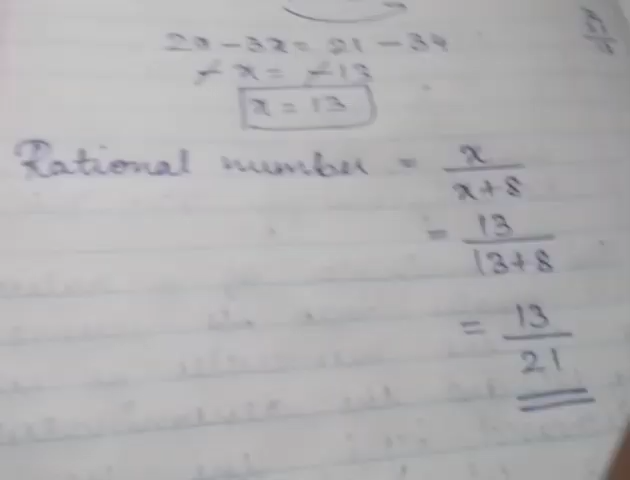 2x - 3x = 21 - 34
- x = - 13
x = 13
Rational number = x/(x+8)
= 13/(13+8)
= 13/21